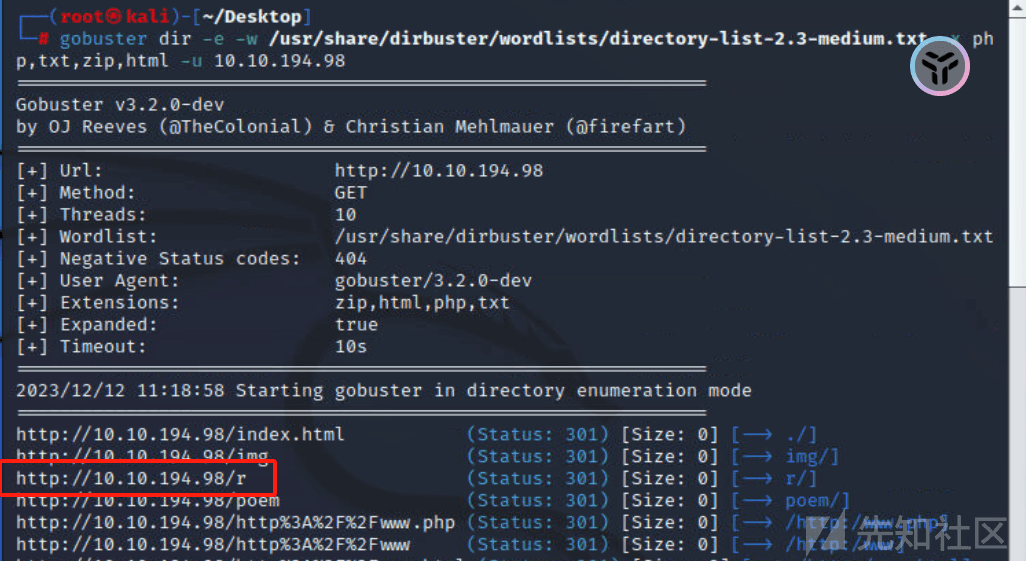 (root㉿kali)-[~/Desktop]
# gobuster dir -e -w /usr/share/dirbuster/wordlists/directory-list-2.3-medium.txt -x ph
p,txt,zip,html -u 10.10.194.98
Gobuster v3.2.0-dev
by OJ Reeves (@TheColonial) & Christian Mehlmauer (@firefart)
[+] Url: http://10.10.194.98
[+] Method: GET
[+] Threads: 10
[+] Wordlist: /usr/share/dirbuster/wordlists/directory-list-2.3-medium.txt
[+] Negative Status codes: 404
[+] User Agent: gobuster/3.2.0-dev
[+] Extensions: zip,html,php,txt
[+] Expanded: true
[+] Timeout: 10s
2023/12/12 11:18:58 Starting gobuster in directory enumeration mode
http://10.10.194.98/index.html (Status: 301) [Size: 0] [--> ./]
http://10.10.194.98/img (Status: 301) [Size: 0] [--> img/]
http://10.10.194.98/r (Status: 301) [Size: 0] [--> r/]
http://10.10.194.98/poem (Status: 301) [Size: 0] [--> poem/]
http://10.10.194.98/http%3A%2F%2Fwww.php (Status: 301) [Size: 0] [--> /http:/www.php]
http://10.10.194.98/http%3A%2F%2Fwww (Status: 301) [Size: 0] [--> /http:/www]
先知社区